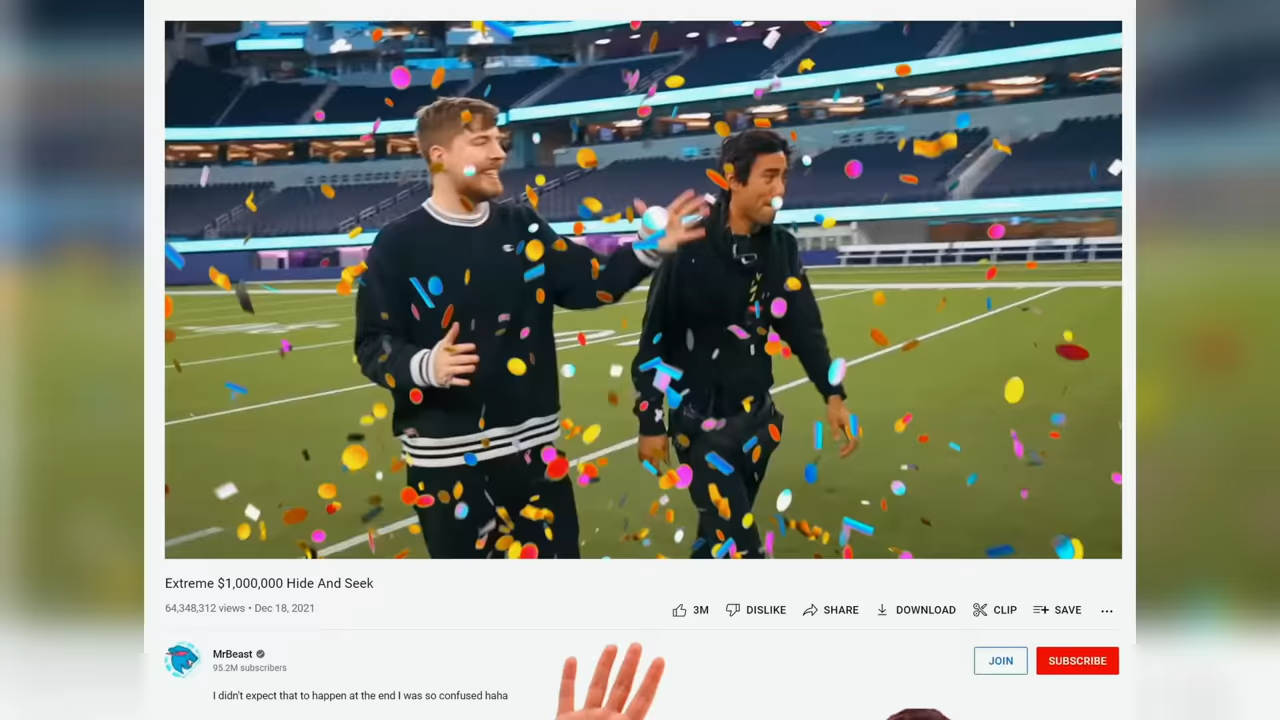 Extreme $1,000,000 Hide And Seek
64,348,312 views • Dec 18, 2021
3M DISLIKE SHARE DOWNLOAD CLIP SAVE ...
MrBeast
95.2M subscribers
JOIN SUBSCRIBE
I didn't expect that to happen at the end I was so confused haha